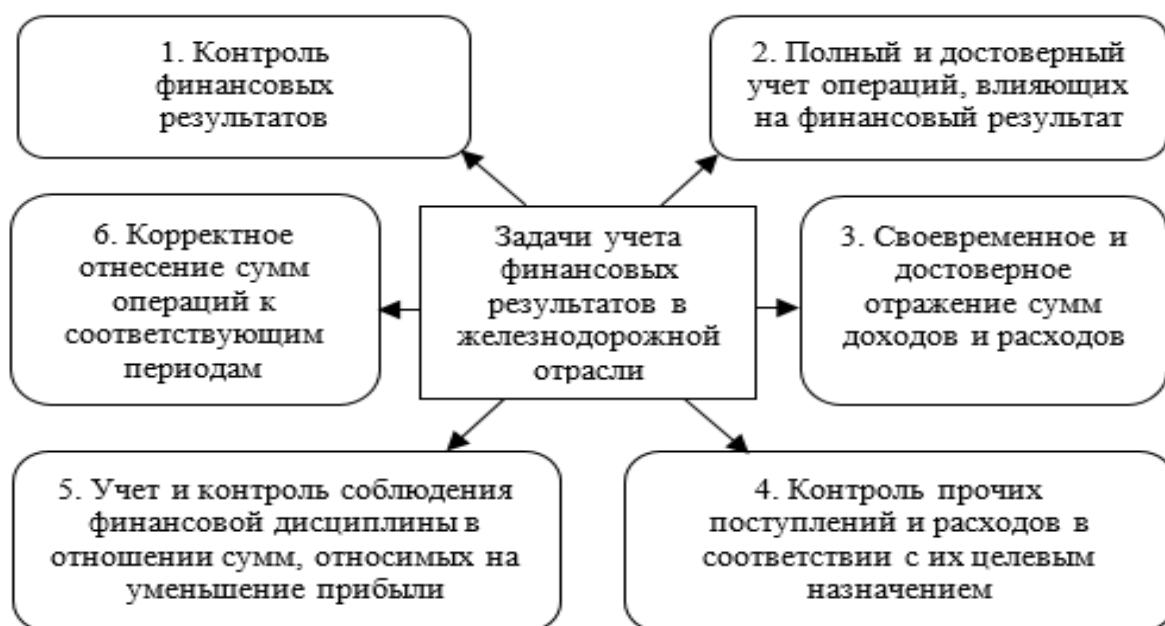 1. Контроль
финансовых
результатов
2. Полный и достоверный
учет операций, влияющих
на финансовый результат
6. Корректное
отнесение сумм
операций к
соответствующим
периодам
Задачи учета
финансовых
результатов в
железнодорожной
отрасли
3. Своевременное и
достоверное
отражение сумм
доходов и расходов
5. Учет и контроль соблюдения
финансовой дисциплины в
отношении сумм, относимых на
уменьшение прибыли
4. Контроль прочих
поступлений и расходов в
соответствии с их целевым
назначением